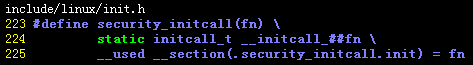 include/linux/init.h
223 #define security_initcall(fn) \
224         static initcall_t __initcall_##fn \
225         __used __section(.security_initcall.init) = fn